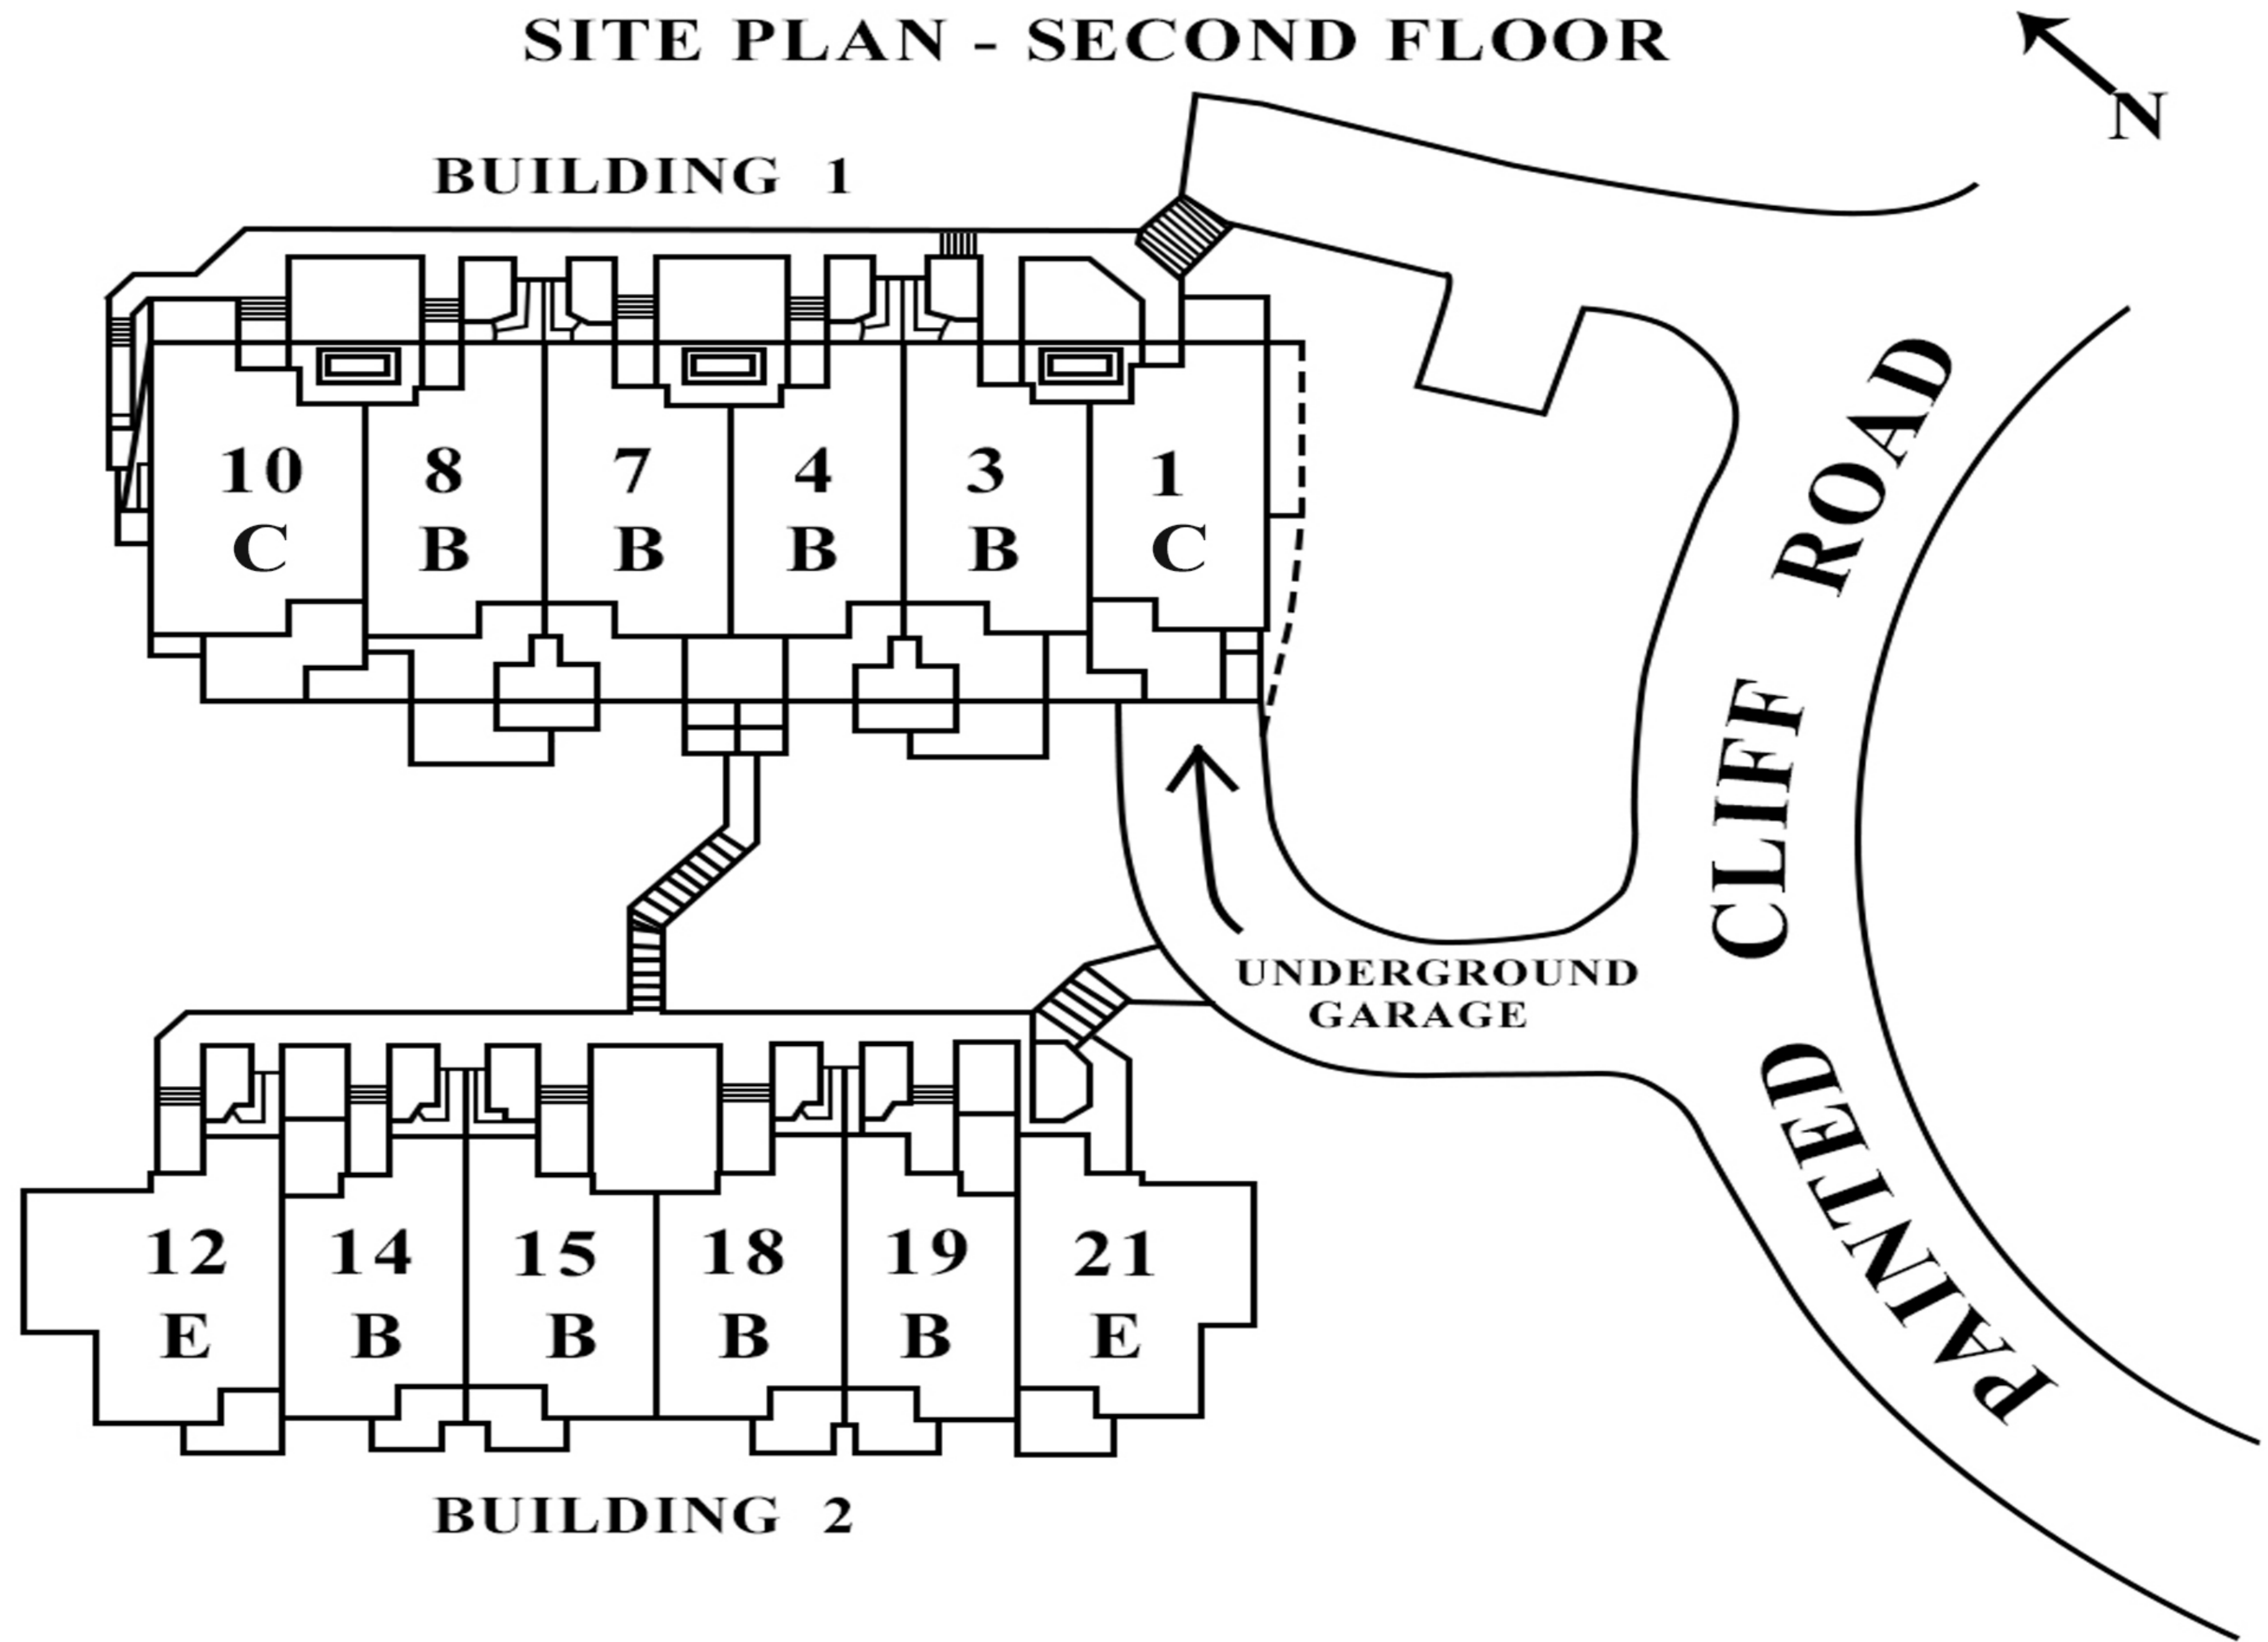 SITE PLAN - SECOND FLOOR
N
BUILDING 1
10 8 7 4 3 1
C B B B B C
UNDERGROUND
GARAGE
PAINTED CLIFF ROAD
12 14 15 18 19 21
E B B B B E
BUILDING 2